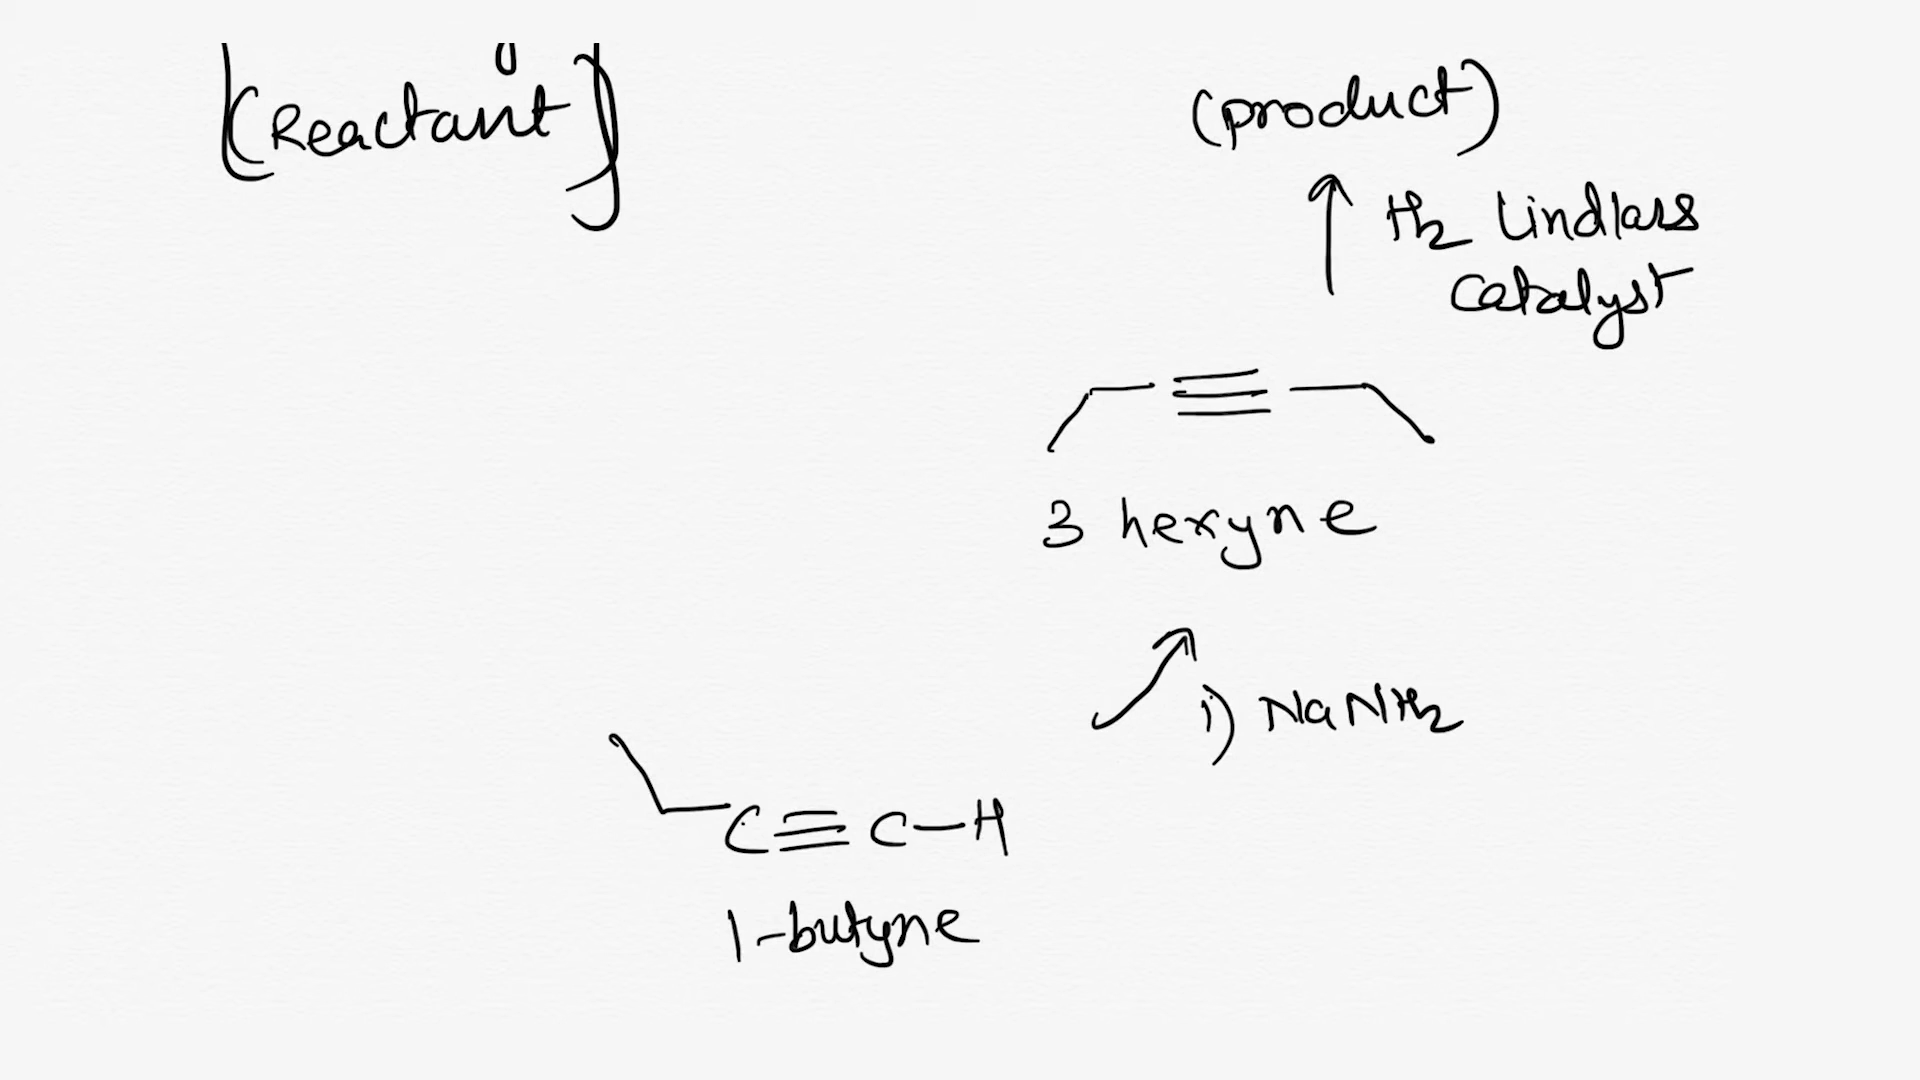 (Reactant)
(product)
H2 Lindlars
Catalyst
3 hexyne
i) NaNH2
C≡C-H
1-butyne